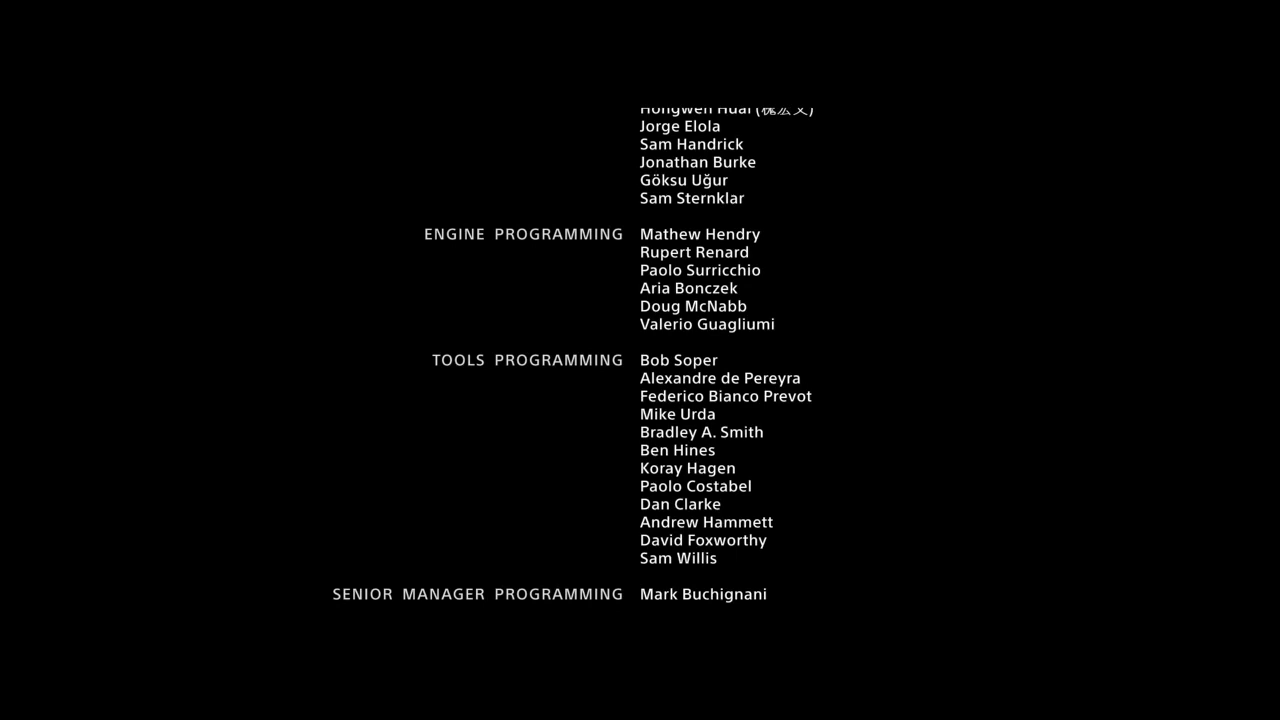 Jorge Elola
Sam Handrick
Jonathan Burke
Göksu Uğur
Sam Sternklar
ENGINE PROGRAMMING Mathew Hendry
Rupert Renard
Paolo Surricchio
Aria Bonczek
Doug McNabb
Valerio Guagliumi
TOOLS PROGRAMMING Bob Soper
Alexandre de Pereyra
Federico Bianco Prevot
Mike Urda
Bradley A. Smith
Ben Hines
Koray Hagen
Paolo Costabel
Dan Clarke
Andrew Hammett
David Foxworthy
Sam Willis
SENIOR MANAGER PROGRAMMING Mark Buchignani